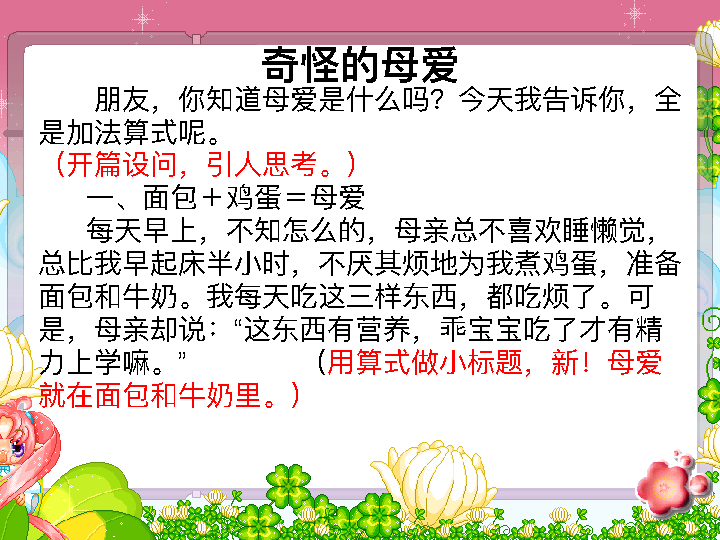 奇怪的母爱
朋友，你知道母爱是什么吗？今天我告诉你，全
是加法算式呢。
（开篇设问，引人思考。）
一、面包＋鸡蛋＝母爱
每天早上，不知怎么的，母亲总不喜欢睡懒觉，
总比我早起床半小时，不厌其烦地为我煮鸡蛋，准备
面包和牛奶。我每天吃这三样东西，都吃烦了。可
是，母亲却说：“这东西有营养，乖宝宝吃了才有精
力上学嘛。” （用算式做小标题，新！母爱
就在面包和牛奶里。）